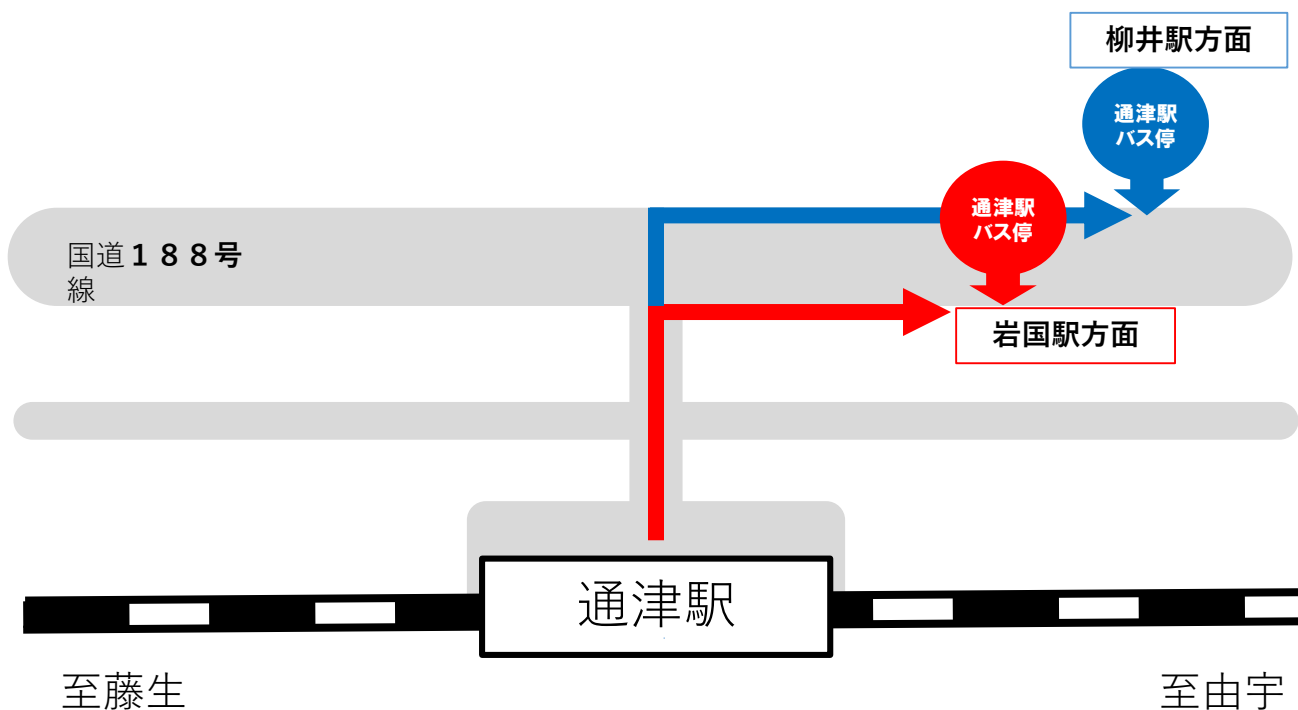 柳井駅方面
通津駅
バス停
通津駅
バス停
国道１８８号
線
岩国駅方面
通津駅
至藤生
至由宇